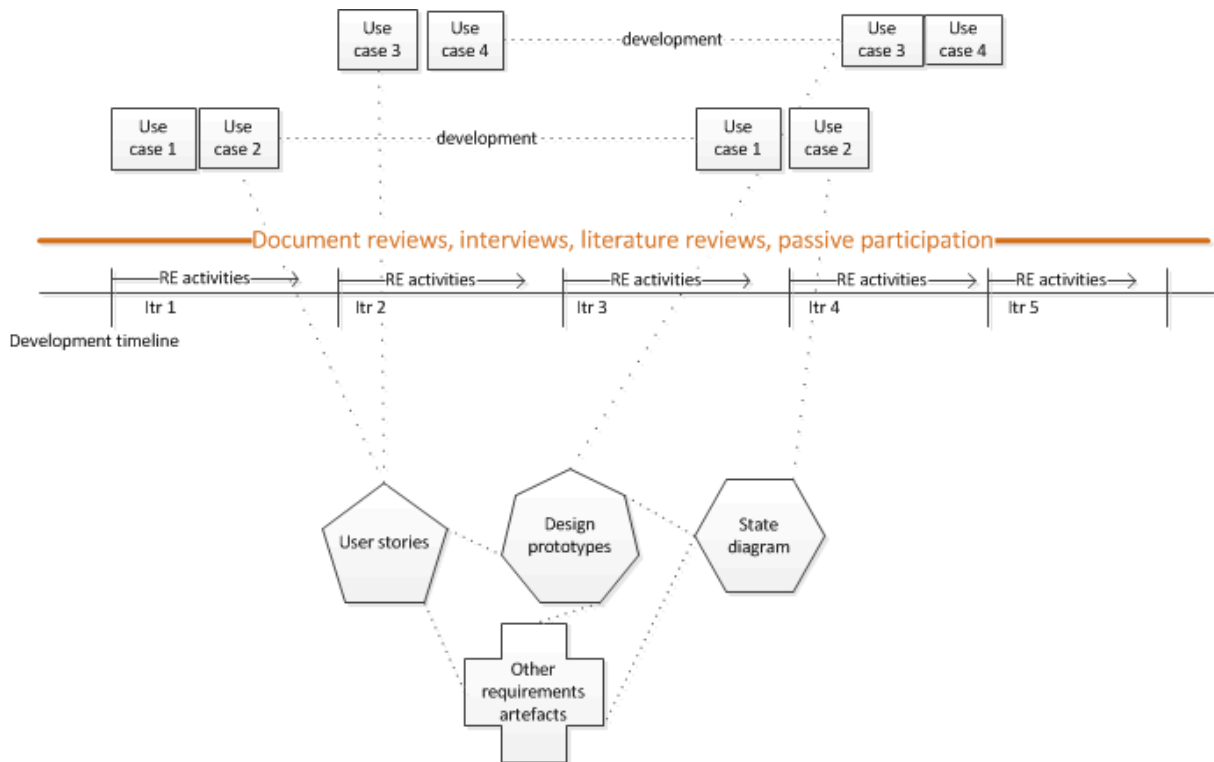 Use
case 3
Use
case 4
development
Use
case 3
Use
case 4
Use
case 1
Use
case 2
development
Use
case 1
Use
case 2
Document reviews, interviews, literature reviews, passive participation
RE activities
RE activities
RE activities
RE activities
RE activities
Itr 1
Itr 2
Itr 3
Itr 4
Itr 5
Development timeline
User stories
Design
prototypes
State
diagram
Other
requirements
artefacts